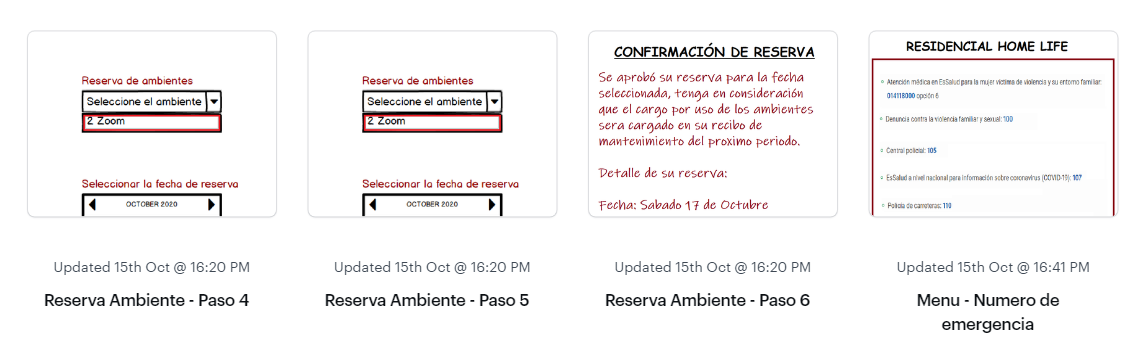 Reserva de ambientes
Seleccione el ambiente
2 Zoom
Seleccionar la fecha de reserva
OCTOBER 2020
Updated 15th Oct @ 16:20 PM
Reserva Ambiente - Paso 4
Reserva de ambientes
Seleccione el ambiente
2 Zoom
Seleccionar la fecha de reserva
OCTOBER 2020
Updated 15th Oct @ 16:20 PM
Reserva Ambiente - Paso 5
CONFIRMACIÓN DE RESERVA
Se aprobó su reserva para la fecha
seleccionada, tenga en consideración
que el cargo por uso de los ambientes
sera cargado en su recibo de
mantenimiento del proximo periodo.
Detalle de su reserva:
Fecha: Sabado 17 de Octubre
Updated 15th Oct @ 16:20 PM
Reserva Ambiente - Paso 6
RESIDENCIAL HOME LIFE
Atención médica en EsSalud para la mujer víctima de violencia y su entorno familiar:
014118000 opción 6
Denuncia contra la violencia familiar y sexual: 100
Central policial: 105
EsSalud a nivel nacional para información sobre coronavirus (COVID-19): 107
Policía de carreteras: 110
Updated 15th Oct @ 16:41 PM
Menu - Numero de
emergencia